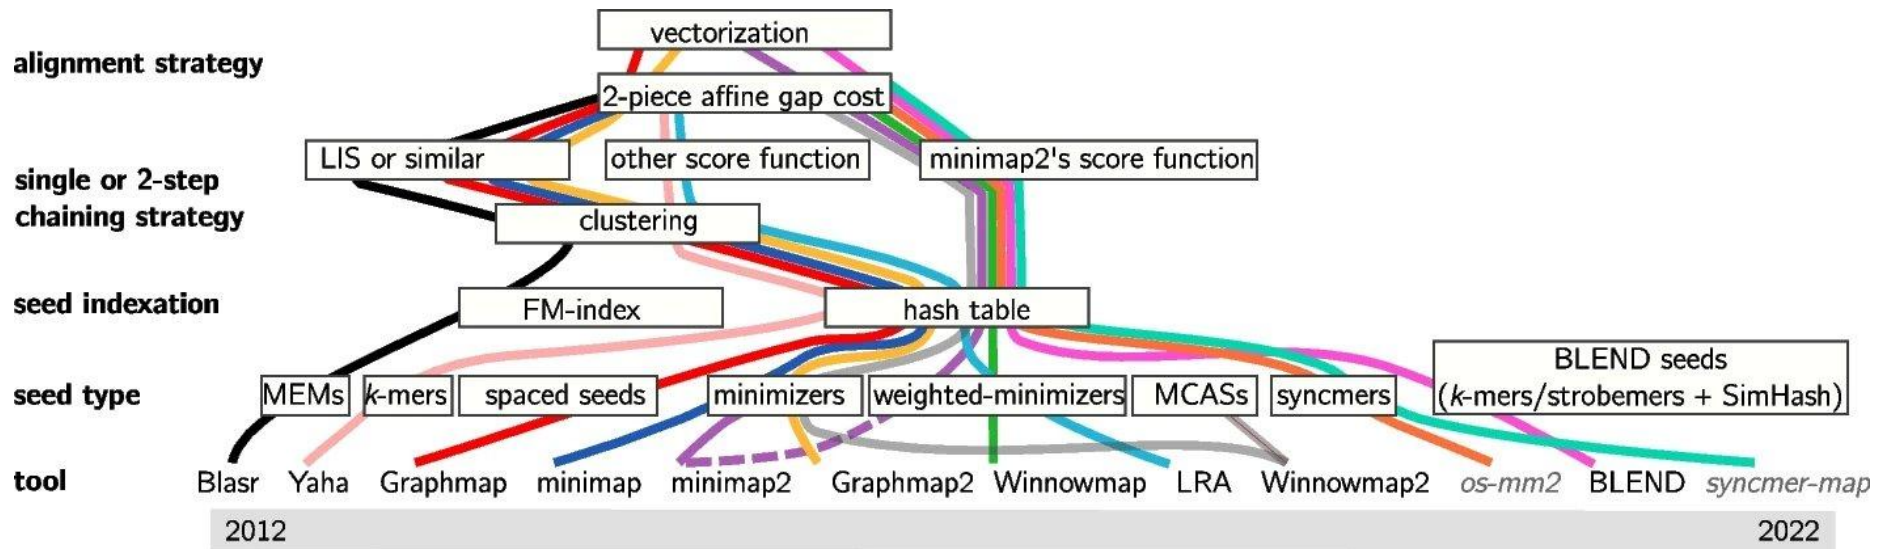 vectorization
alignment strategy
2-piece affine gap cost
LIS or similar
other score function
minimap2's score function
single or 2-step
chaining strategy
clustering
seed indexation
FM-index
hash table
BLEND seeds
(k-mers/strobemers + SimHash)
seed type
MEMs
k-mers
spaced seeds
minimizers
weighted-minimizers
MCASs
syncmers
tool
Blasr
Yaha
Graphmap
minimap
minimap2
Graphmap2
Winnowmap
LRA
Winnowmap2
os-mm2
BLEND
syncmer-map
2012
2022